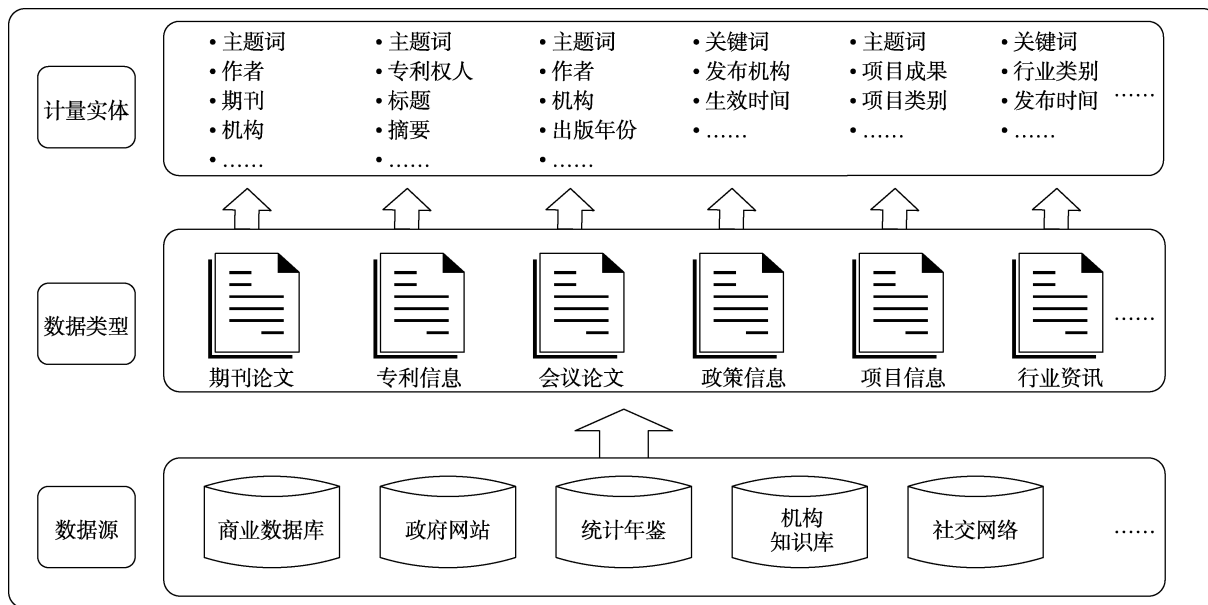 计量实体
• 主题词
• 作者
• 期刊
• 机构
• ……
• 主题词
• 专利权人
• 标题
• 摘要
• ……
• 主题词
• 作者
• 机构
• 出版年份
• ……
• 关键词
• 发布机构
• 生效时间
• ……
• 主题词
• 项目成果
• 项目类别
• ……
• 关键词
• 行业类别
• 发布时间
• ……
……
数据类型
期刊论文
专利信息
会议论文
政策信息
项目信息
行业资讯
……
数据源
商业数据库
政府网站
统计年鉴
机构
知识库
社交网络
……